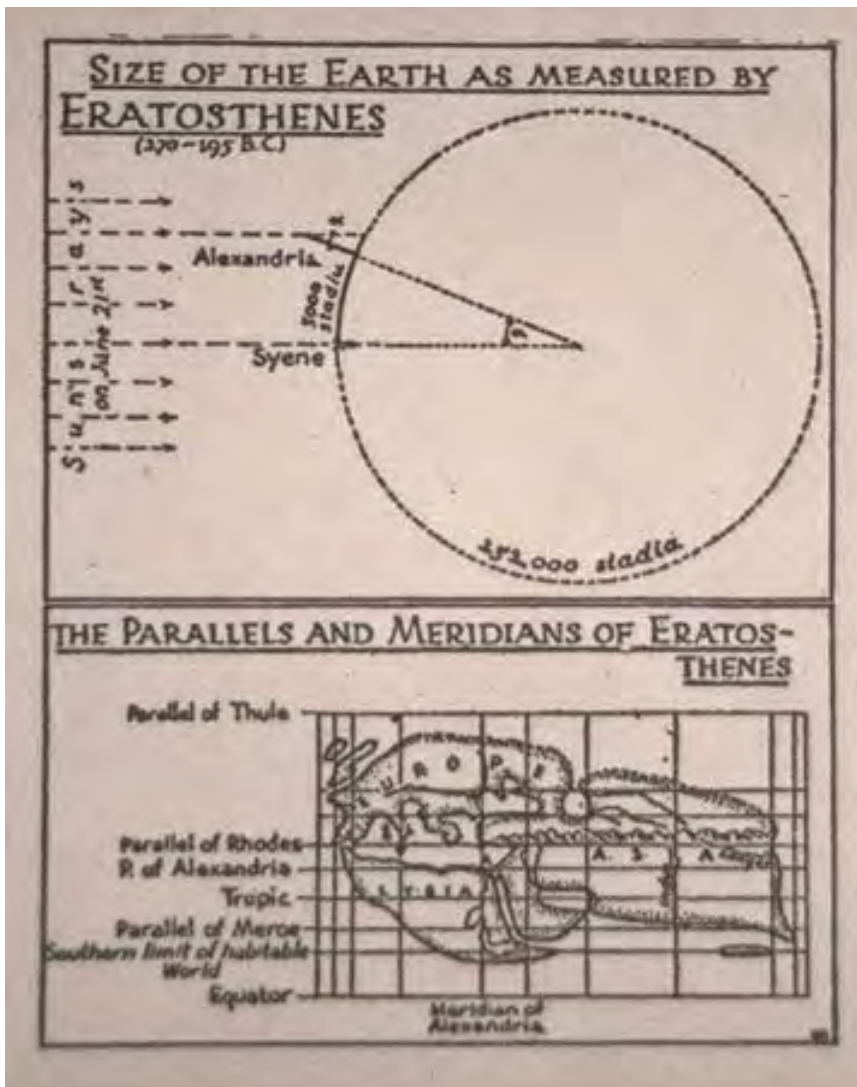 SIZE OF THE EARTH AS MEASURED BY
ERATOSTHENES
(270-195 B.C)
Sun's rays
on June 21st
Alexandria
5000
stadia
Syene
252,000 stadia
THE PARALLELS AND MERIDIANS OF ERATOS-
THENES
Parallel of Thule
EUROPE
Parallel of Rhodes
P. of Alexandria
ASIA
LYBIA
Tropic
Parallel of Meroe
Southern limit of habitable
World
Equator
Meridian of
Alexandria